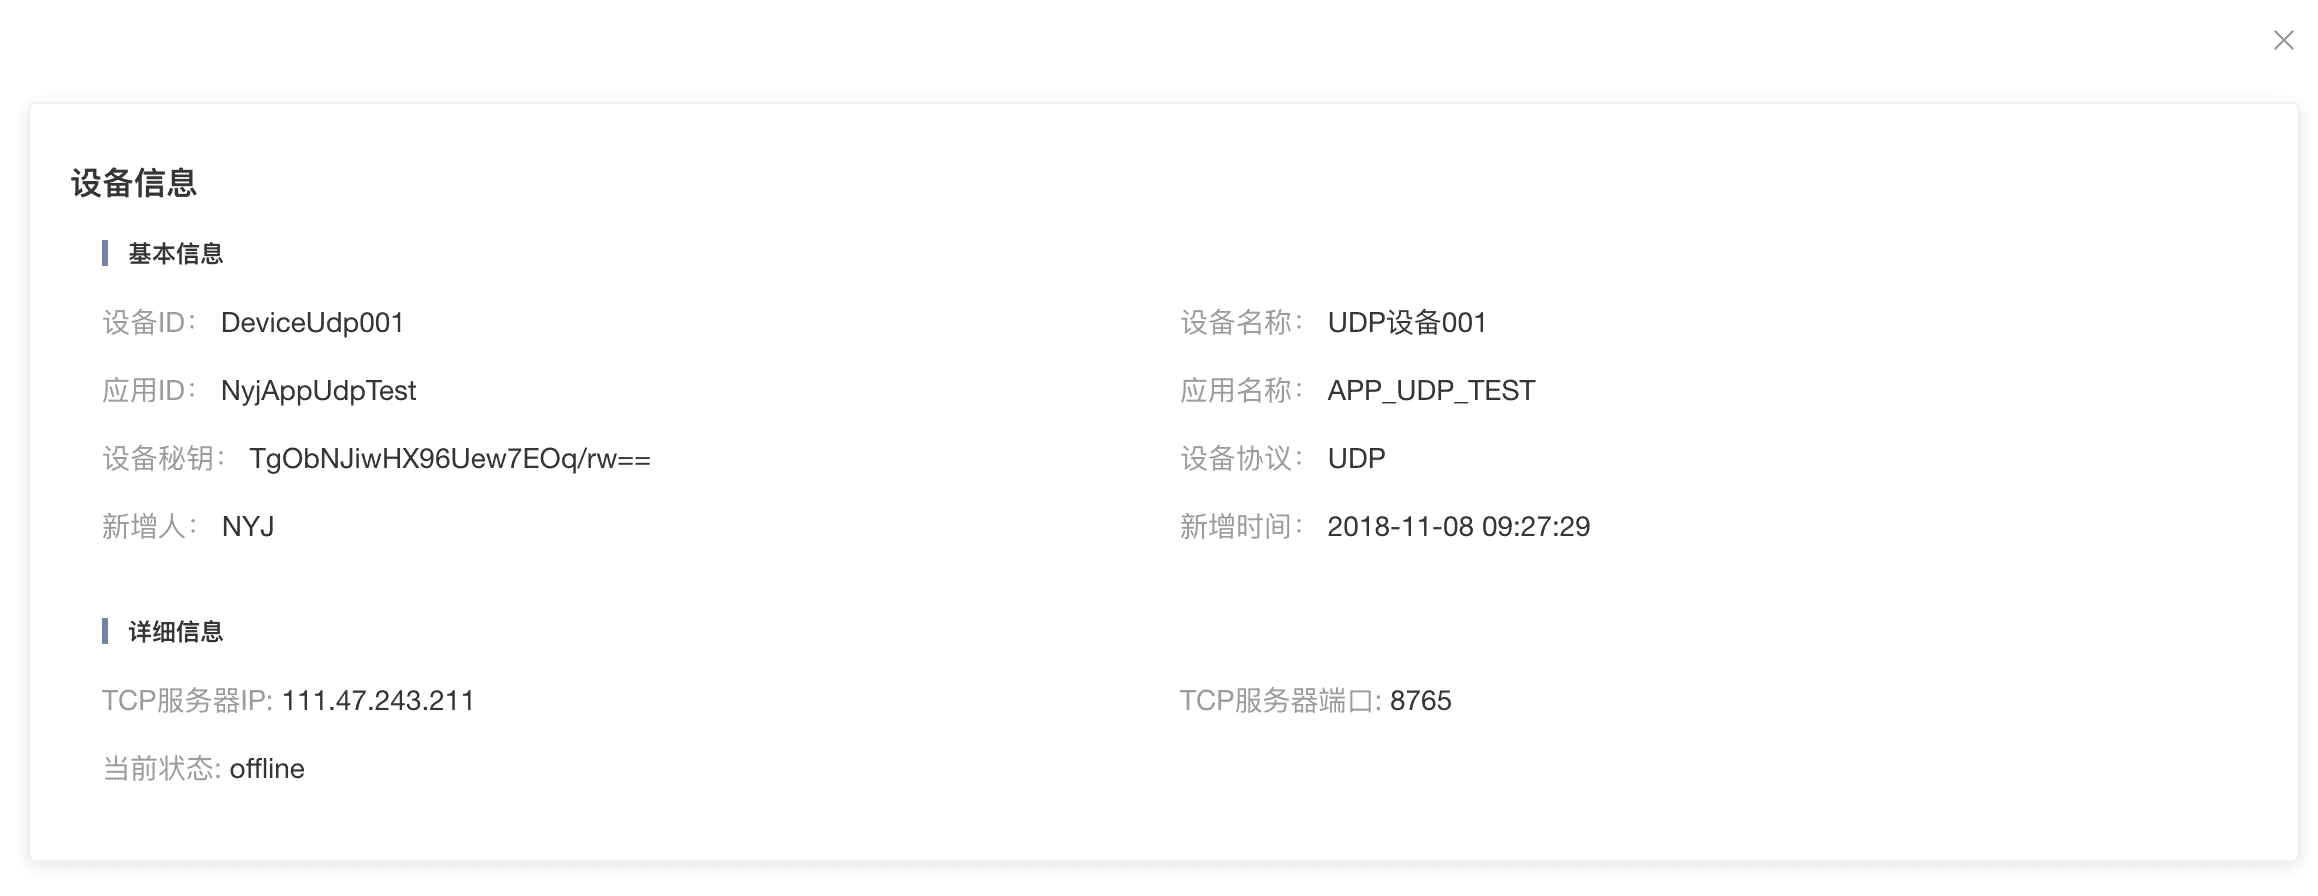 设备信息
基本信息
设备ID： DeviceUdp001
设备名称： UDP设备001
应用ID： NyjAppUdpTest
应用名称： APP_UDP_TEST
设备秘钥： TgObNJiwHX96Uew7EOq/rw==
设备协议： UDP
新增人： NYJ
新增时间： 2018-11-08 09:27:29
详细信息
TCP服务器IP: 111.47.243.211
TCP服务器端口: 8765
当前状态: offline